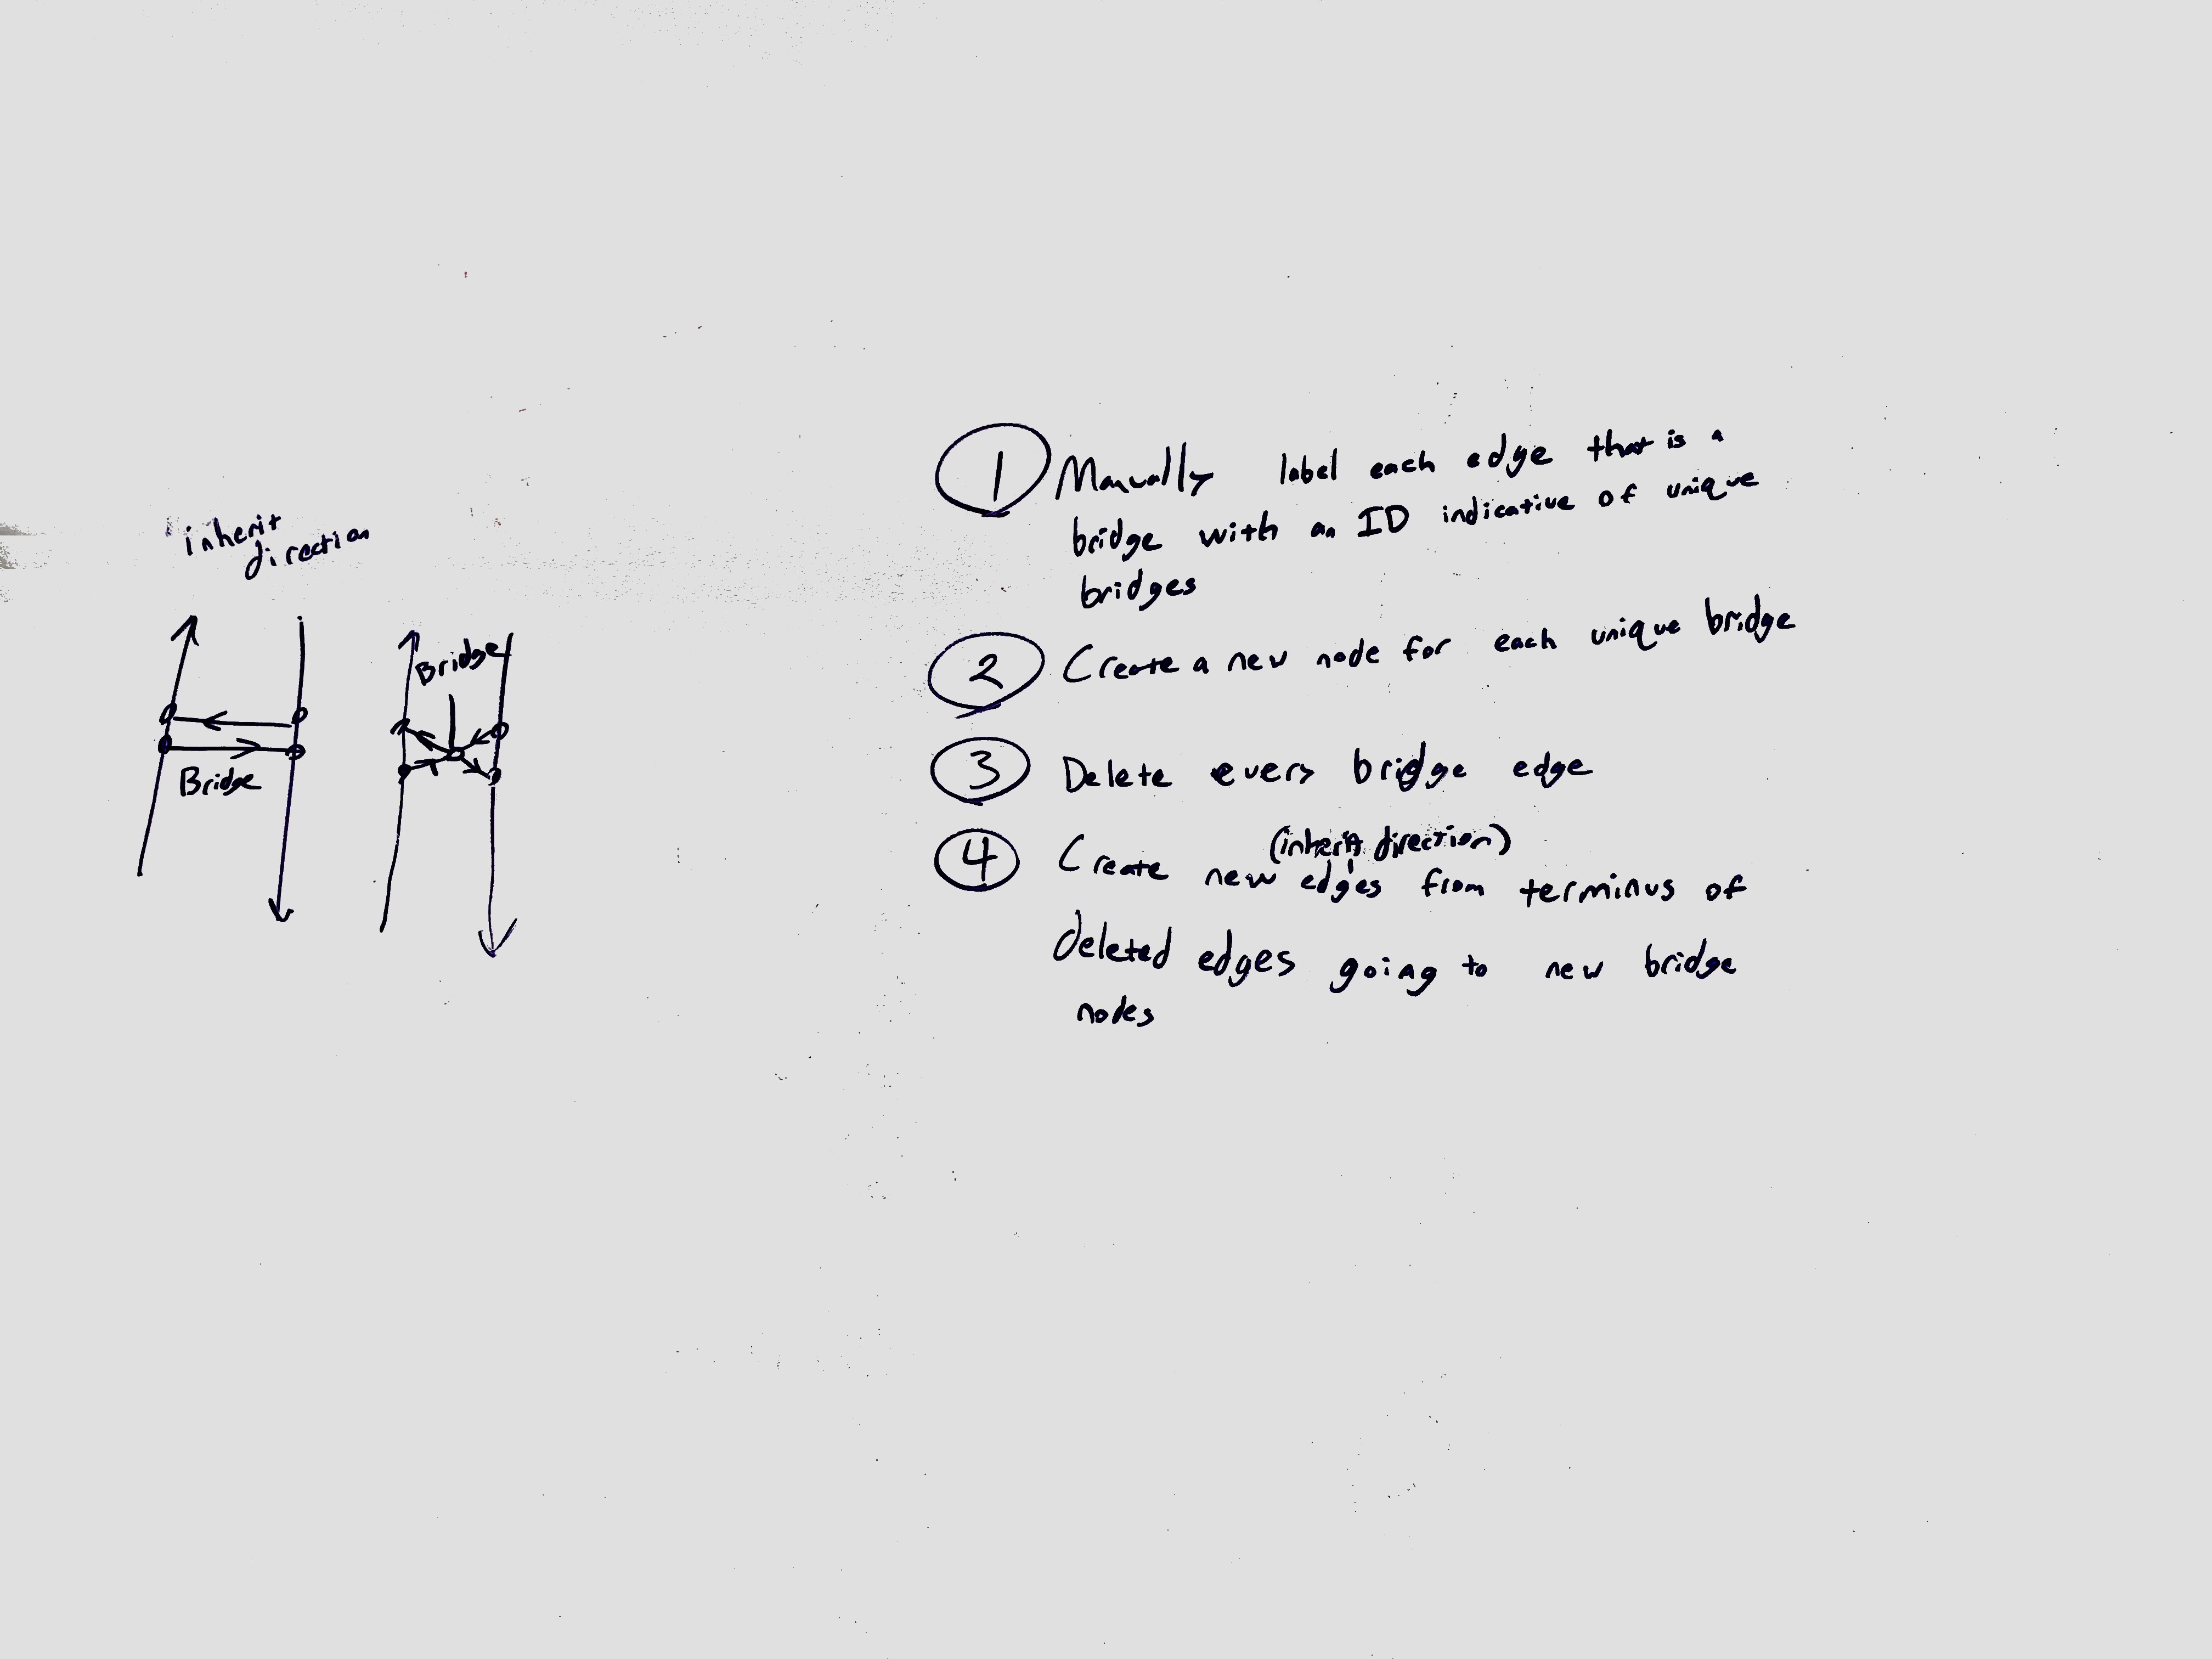 inherit
direction
Bridge
Bridge
1 Manually label each edge that is a
bridge with an ID indicative of unique
bridges
2 Create a new node for each unique bridge
3 Delete every bridge edge
4 (inherit direction)
Create new edges from terminus of
deleted edges going to new bridge
nodes